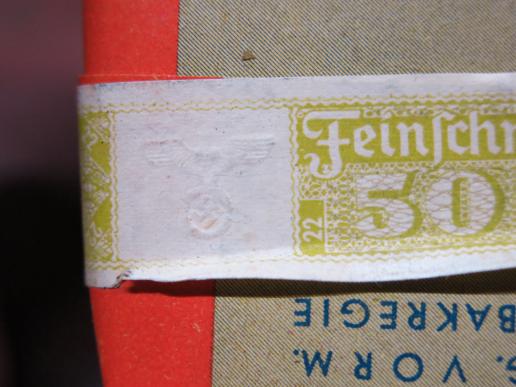 Feinſchn
50
22
G. VORM.
BAKREGIE